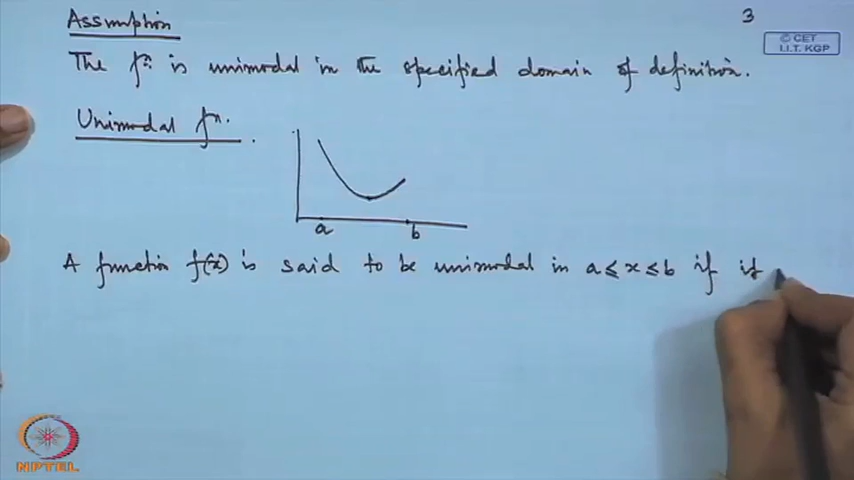 Assumption
3
© CET
I.I.T. KGP
The fn. is unimodal in the specified domain of definition.
Unimodal fn.
a
b
A function f(x) is said to be unimodal in a ≤ x ≤ b if it
NPTEL